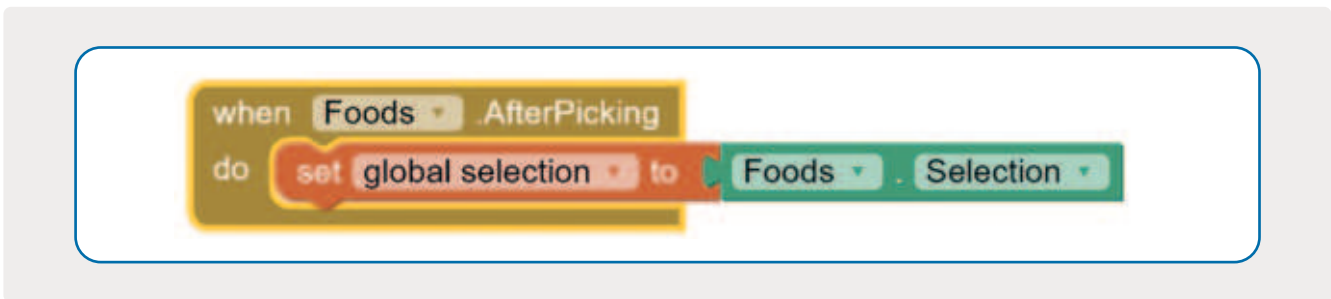 when Foods .AfterPicking
do set global selection to Foods . Selection